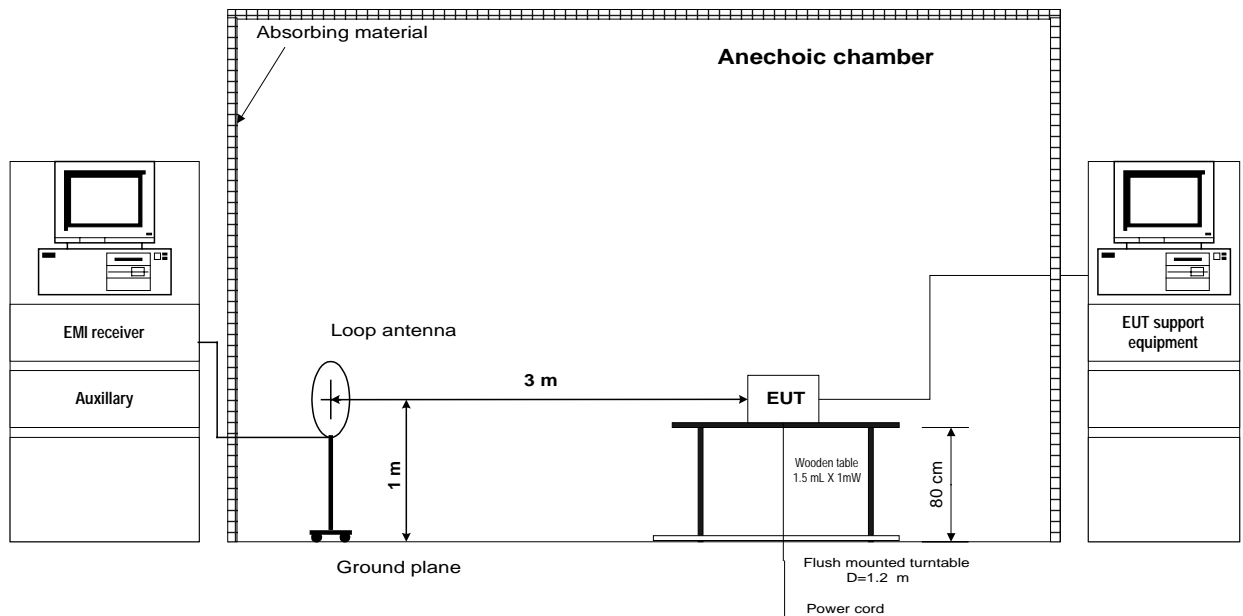 Absorbing material
Anechoic chamber
EMI receiver
Auxillary
Loop antenna
3 m
1 m
EUT
Wooden table
1.5 mL X 1mW
80 cm
EUT support
equipment
Ground plane
Flush mounted turntable
D=1.2 m
Power cord